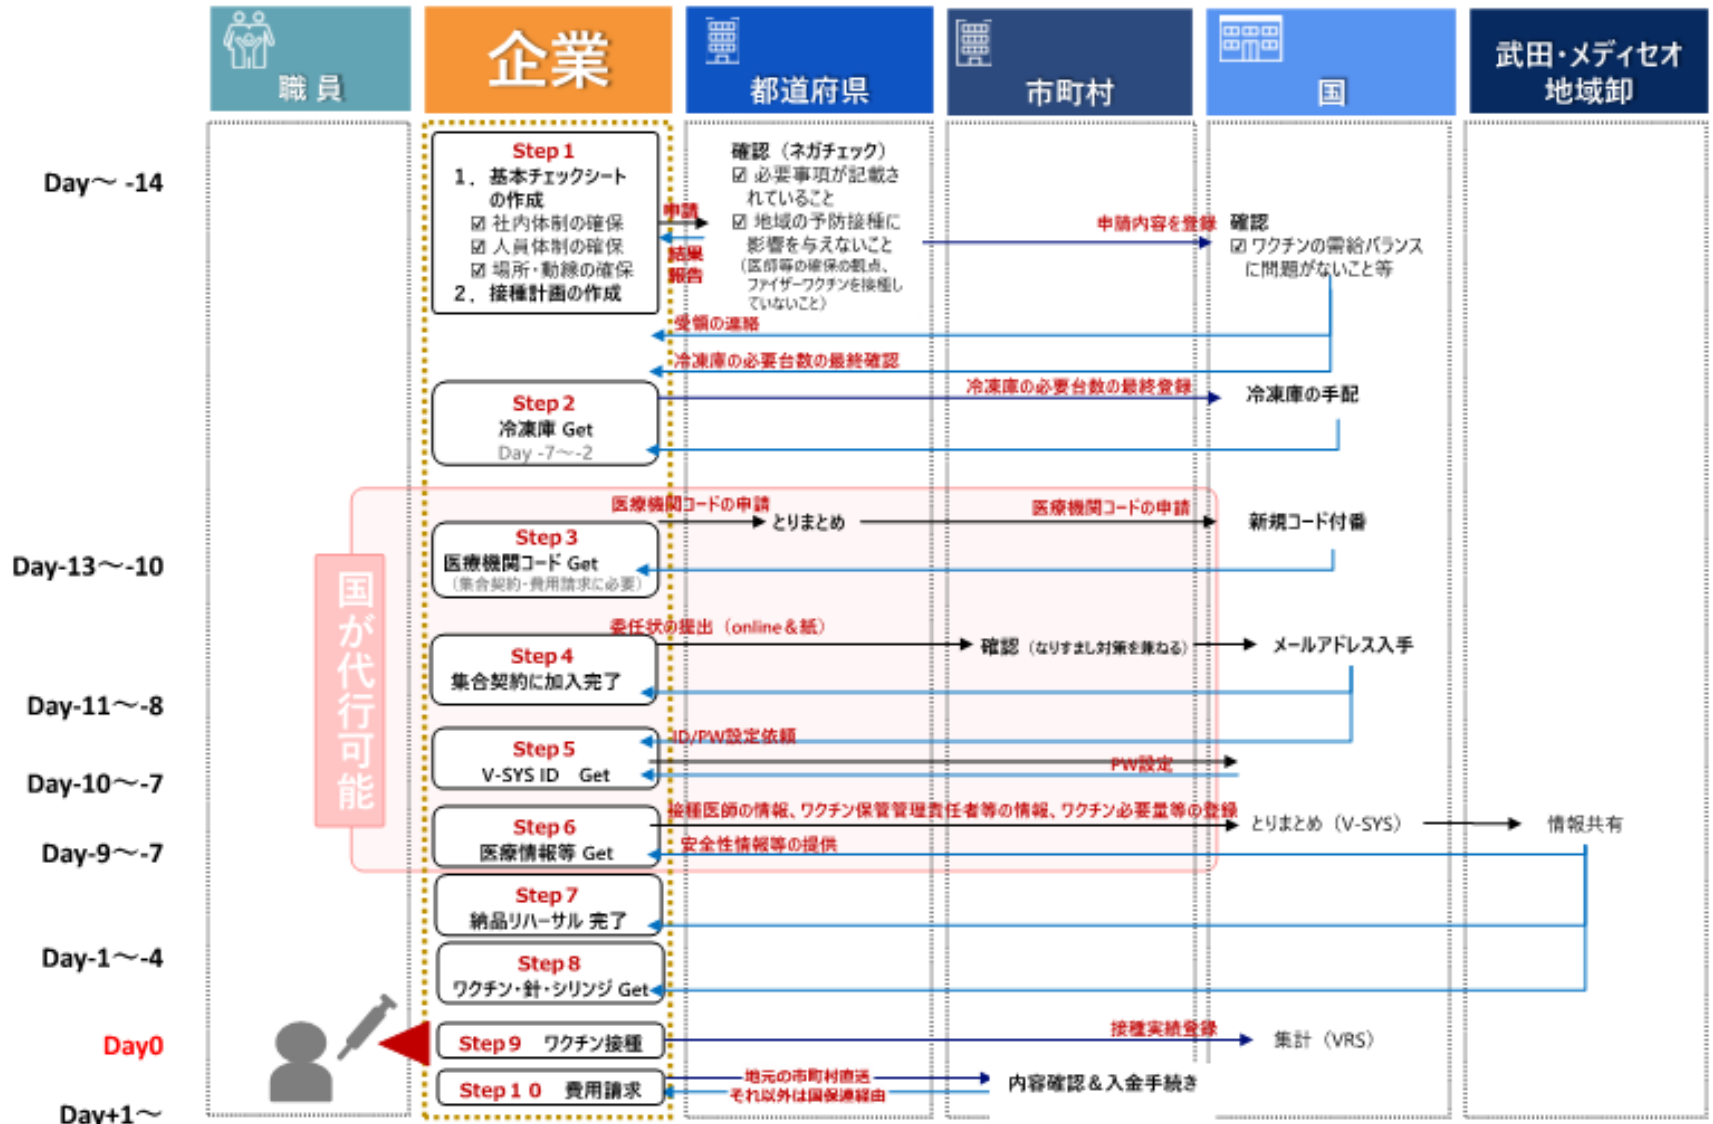 職員
企業
都道府県
市町村
国
武田・メディセオ
地域卸
Day～ -14
Step 1
1．基本チェックシート
の作成
☑ 社内体制の確保
☑ 人員体制の確保
☑ 場所・動線の確保
2．接種計画の作成
申請
結果
報告
確認（ネガチェック）
☑ 必要事項が記載さ
れていること
☑ 地域の予防接種に
影響を与えないこと
（医師等の確保の観点、
ファイザーワクチンを接種し
ていないこと）
申請内容を登録
確認
☑ ワクチンの需給バランス
に問題がないこと等
受領の連絡
冷凍庫の必要台数の最終確認
冷凍庫の必要台数の最終登録
冷凍庫の手配
Step 2
冷凍庫 Get
Day -7～-2
医療機関コードの申請
とりまとめ
医療機関コードの申請
新規コード付番
Day-13～-10
Step 3
医療機関コード Get
（集合契約・費用請求に必要）
国が代行可能
委任状の提出（online＆紙）
確認（なりすまし対策を兼ねる）
メールアドレス入手
Step 4
集合契約に加入完了
Day-11～-8
ID/PW設定依頼
Step 5
V-SYS ID Get
PW設定
Day-10～-7
接種医師の情報、ワクチン保管管理責任者等の情報、ワクチン必要量等の登録
とりまとめ（V-SYS）
情報共有
Step 6
医療情報等 Get
安全性情報等の提供
Day-9～-7
Step 7
納品リハーサル 完了
Day-1～-4
Step 8
ワクチン・針・シリンジ Get
Day0
Step 9 ワクチン接種
接種実績登録
集計（VRS）
Step１０ 費用請求
地元の市町村直送
それ以外は国保連経由
内容確認＆入金手続き
Day+1～